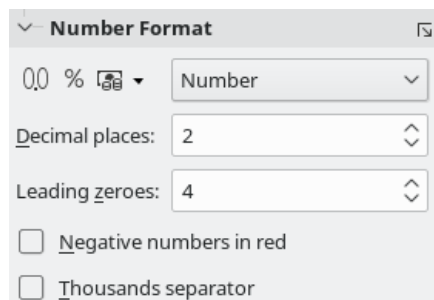 Number Format
0.0 % Number
Decimal places: 2
Leading zeroes: 4
Negative numbers in red
Thousands separator